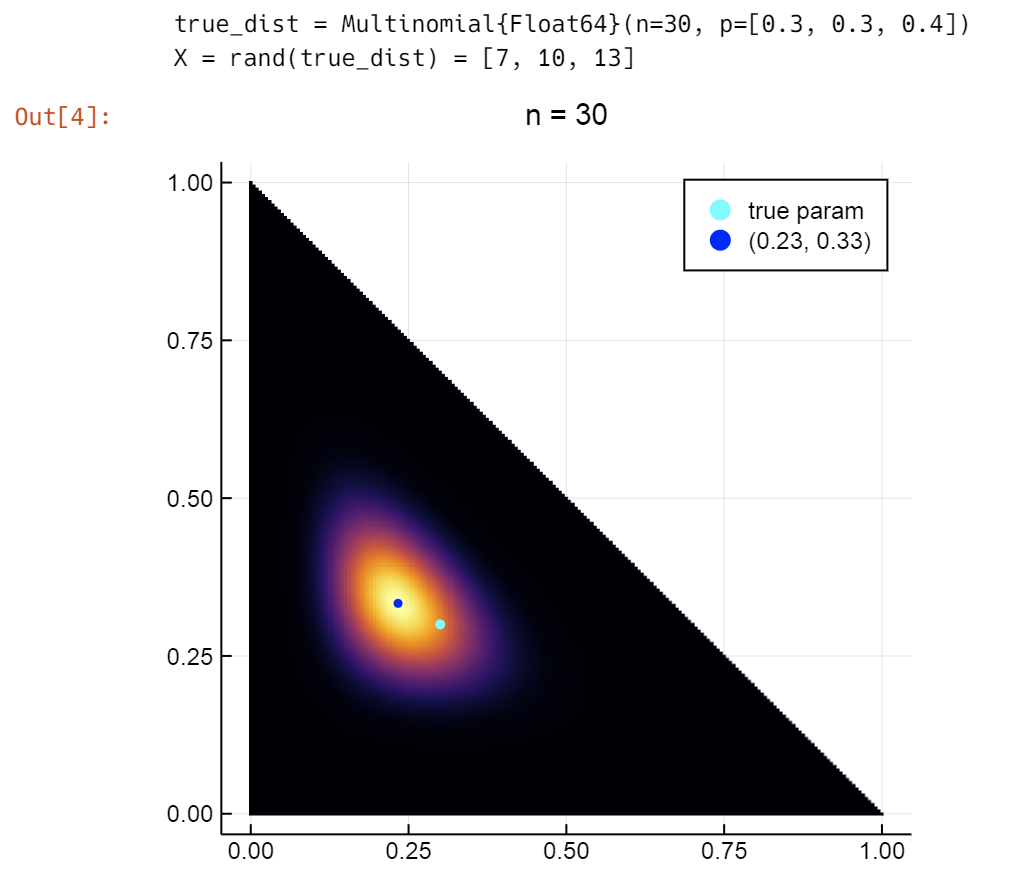 true_dist = Multinomial{Float64}(n=30, p=[0.3, 0.3, 0.4])
X = rand(true_dist) = [7, 10, 13]
Out[4]:
n = 30
1.00
true param
(0.23, 0.33)
0.75
0.50
0.25
0.00
0.00 0.25 0.50 0.75 1.00